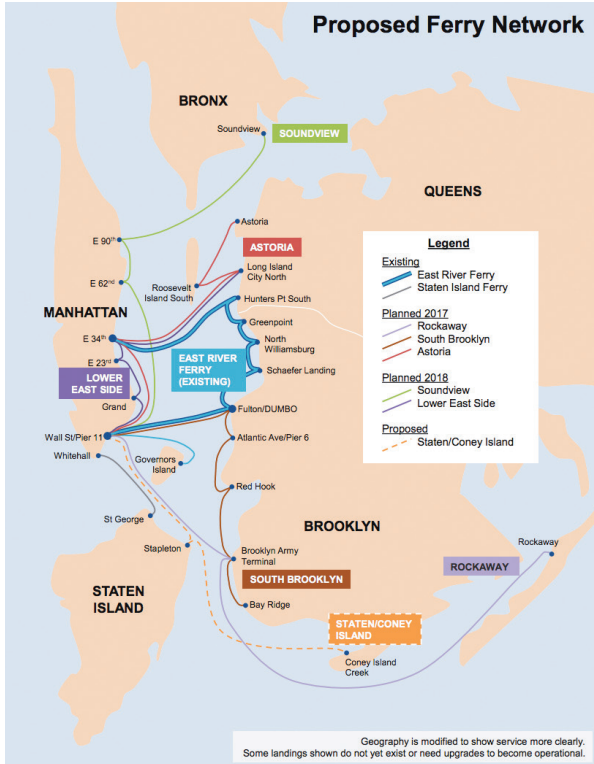 Proposed Ferry Network
BRONX
Soundview
SOUNDVIEW
QUEENS
E 90th
Astoria
ASTORIA
E 62nd
Long Island
City North
Roosevelt
Island South
Hunters Pt South
MANHATTAN
E 34th
Greenpoint
North
Williamsburg
E 23rd
EAST RIVER
FERRY
(EXISTING)
Schaefer Landing
LOWER
EAST SIDE
Grand
Fulton/DUMBO
Wall St/Pier 11
Atlantic Ave/Pier 6
Whitehall
Governors
Island
Red Hook
St George
BROOKLYN
Stapleton
Brooklyn Army
Terminal
Rockaway
ROCKAWAY
SOUTH BROOKLYN
STATEN
ISLAND
Bay Ridge
STATEN/CONEY
ISLAND
Coney Island
Creek
Legend
Existing
East River Ferry
Staten Island Ferry
Planned 2017
Rockaway
South Brooklyn
Astoria
Planned 2018
Soundview
Lower East Side
Proposed
Staten/Coney Island
Geography is modified to show service more clearly.
Some landings shown do not yet exist or need upgrades to become operational.